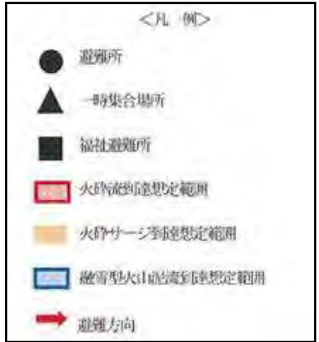 ＜凡 例＞
避難所
一時集合場所
福祉避難所
火砕流到達想定範囲
火砕サージ到達想定範囲
融雪型火山泥流到達想定範囲
避難方向